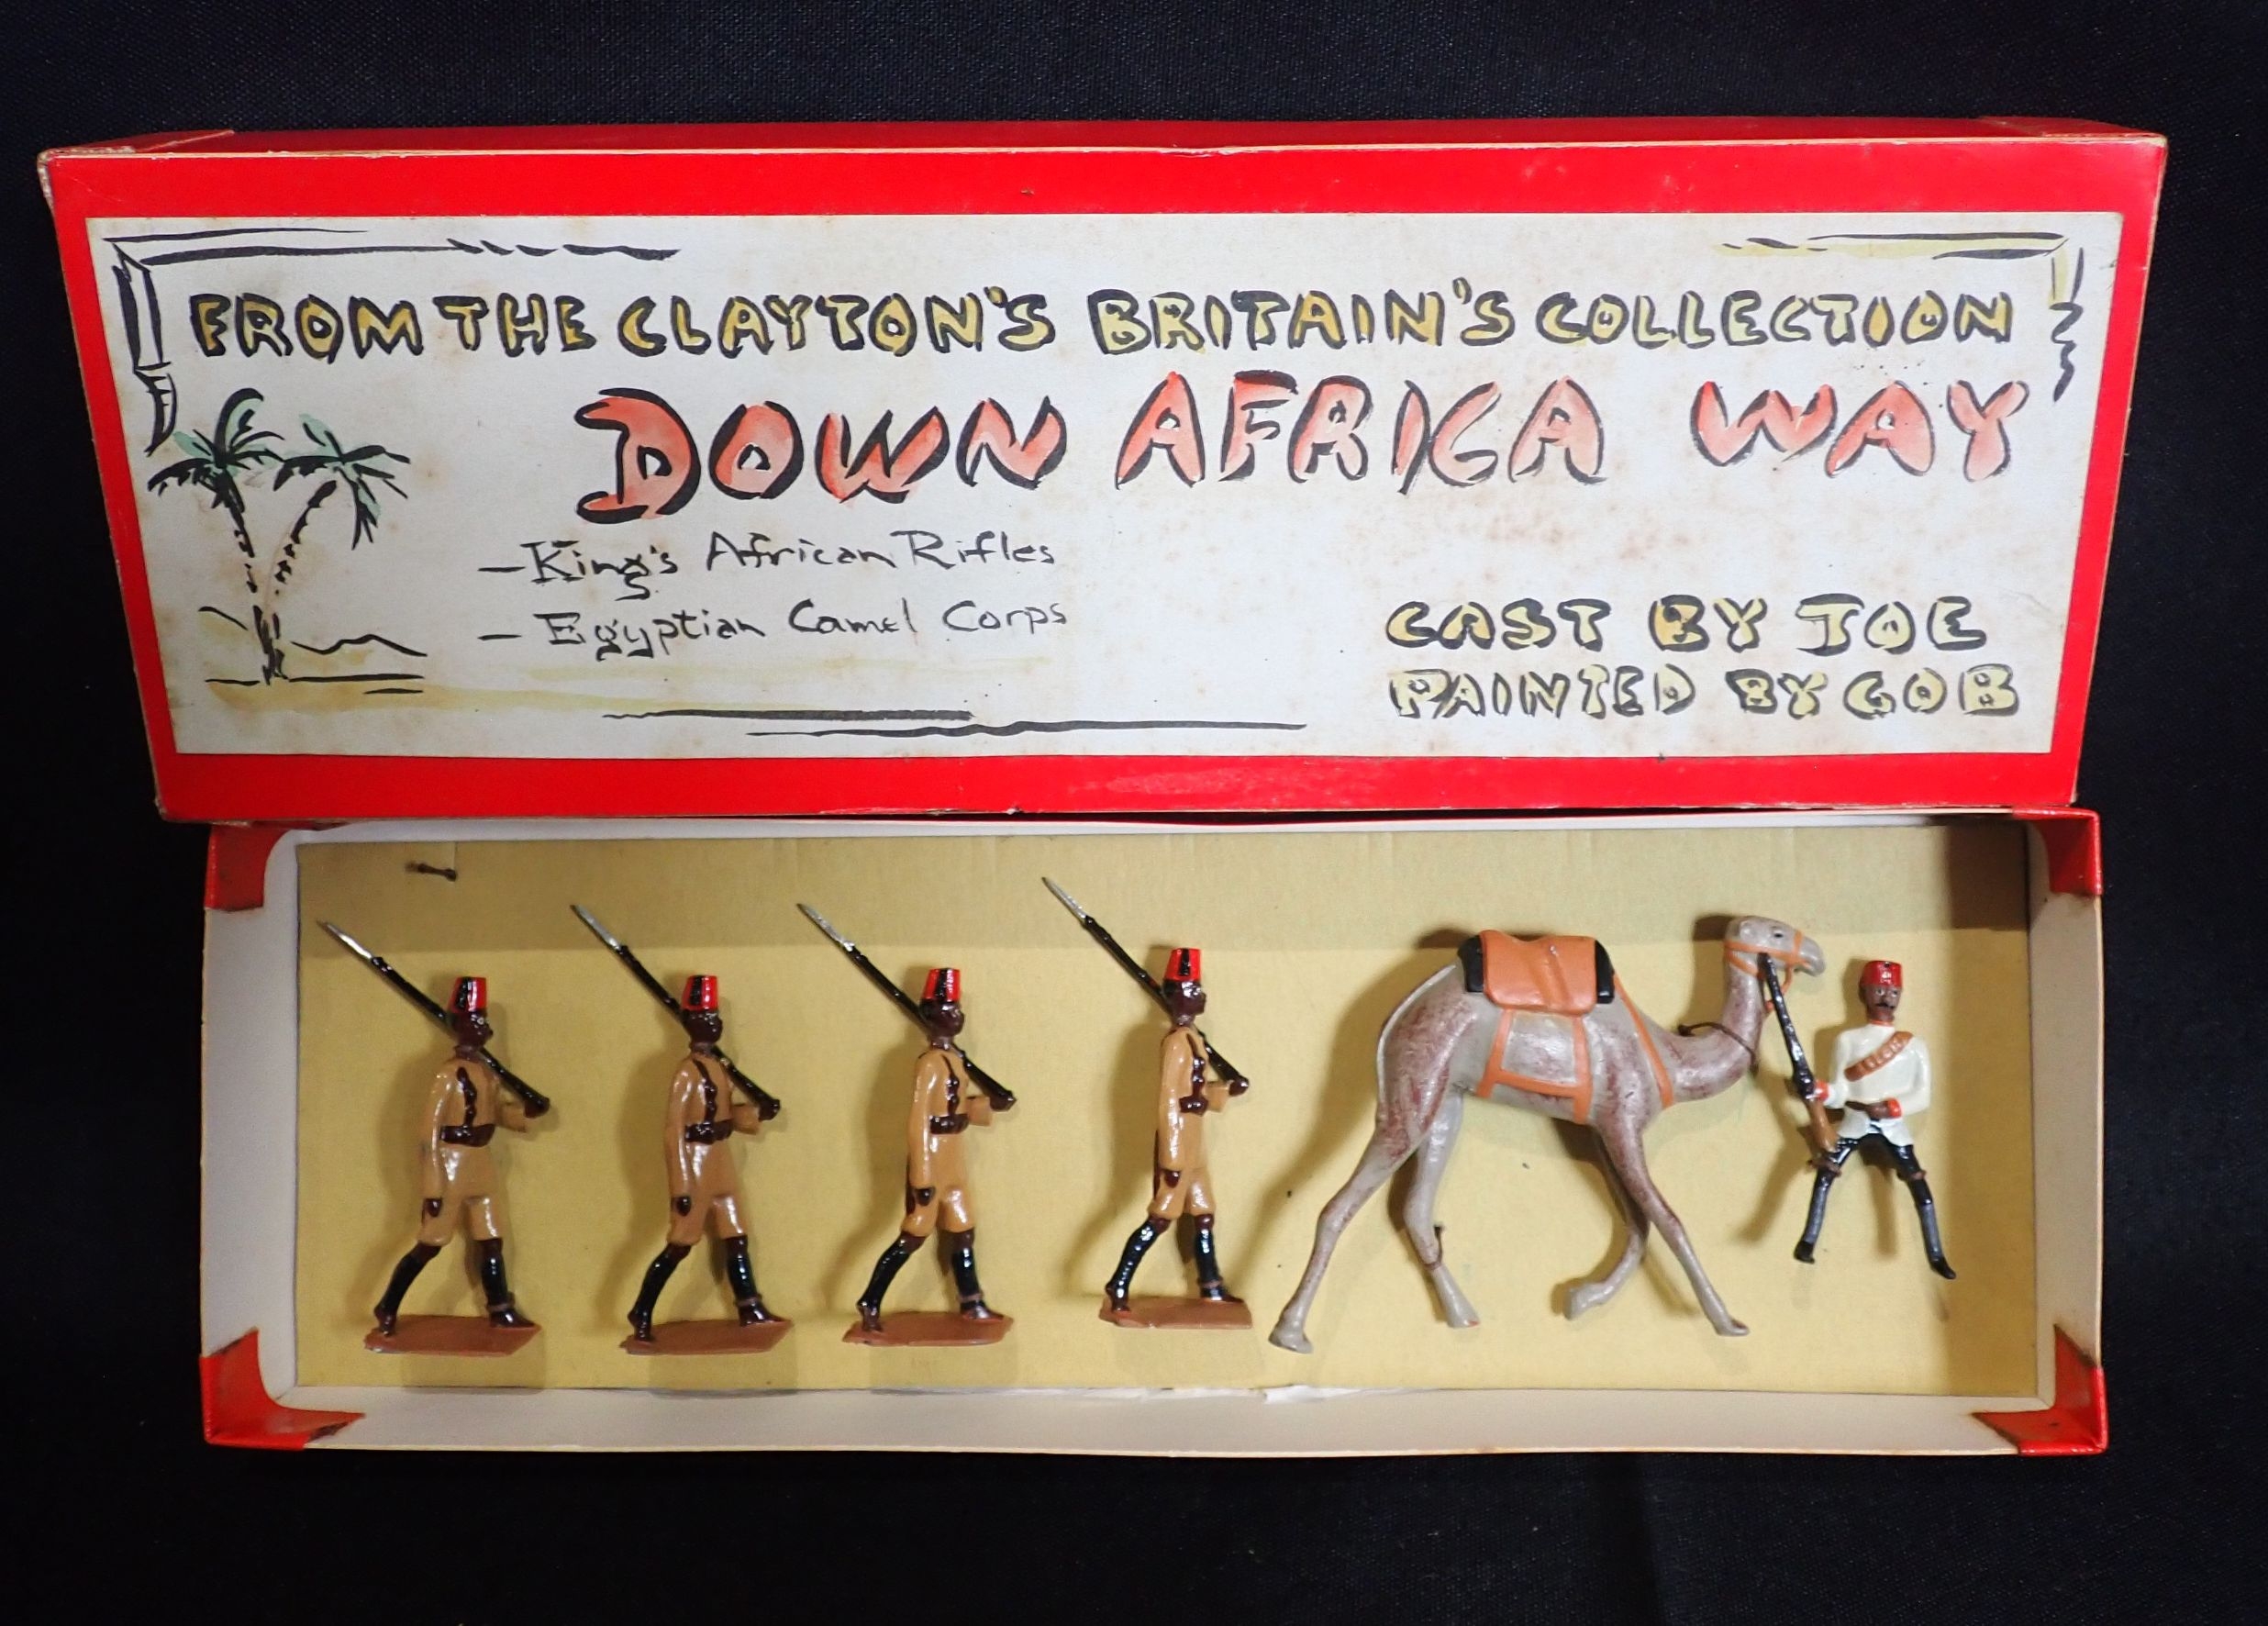 FROM THE CLAYTON'S BRITAIN'S COLLECTION
DOWN AFRICA WAY
- King's African Rifles
- Egyptian Camel Corps
CAST BY JOE
PAINTED BY GOB